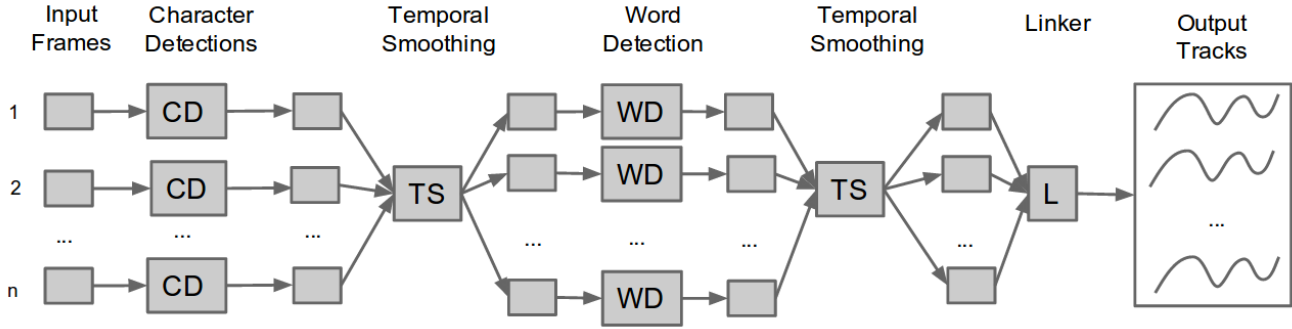 Input Frames
Character Detections
Temporal Smoothing
Word Detection
Temporal Smoothing
Linker
Output Tracks
1
CD
WD
2
CD
TS
WD
TS
L
...
...
...
...
...
...
...
...
n
CD
WD